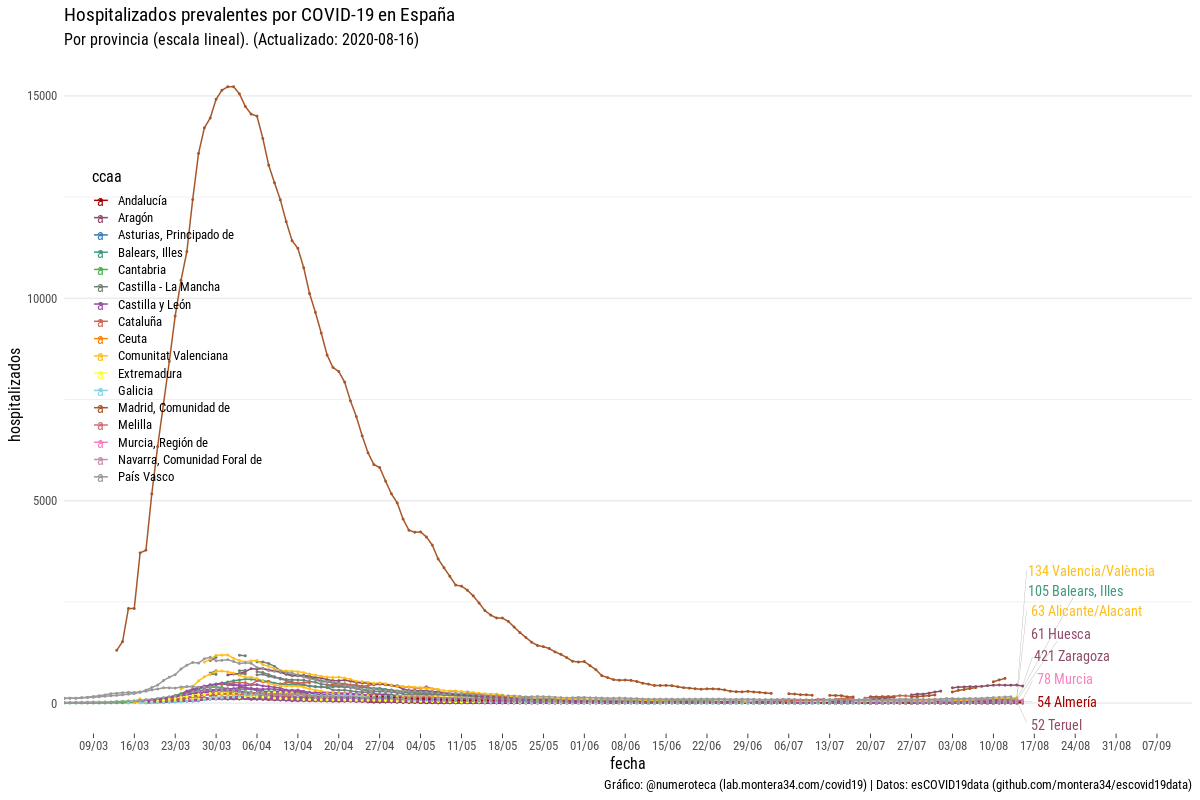 Hospitalizados prevalentes por COVID-19 en España
Por provincia (escala lineal). (Actualizado: 2020-08-16)
15000
10000
5000
0
hospitalizados
ccaa
Andalucía
Aragón
Asturias, Principado de
Balears, Illes
Cantabria
Castilla - La Mancha
Castilla y León
Cataluña
Ceuta
Comunitat Valenciana
Extremadura
Galicia
Madrid, Comunidad de
Melilla
Murcia, Región de
Navarra, Comunidad Foral de
País Vasco
134 Valencia/València
105 Balears, Illes
63 Alicante/Alacant
61 Huesca
421 Zaragoza
78 Murcia
54 Almería
52 Teruel
09/03 16/03 23/03 30/03 06/04 13/04 20/04 27/04 04/05 11/05 18/05 25/05 01/06 08/06 15/06 22/06 29/06 06/07 13/07 20/07 27/07 03/08 10/08 17/08 24/08 31/08 07/09
fecha
Gráfico: @numeroteca (lab.montera34.com/covid19) | Datos: esCOVID19data (github.com/montera34/escovid19data)